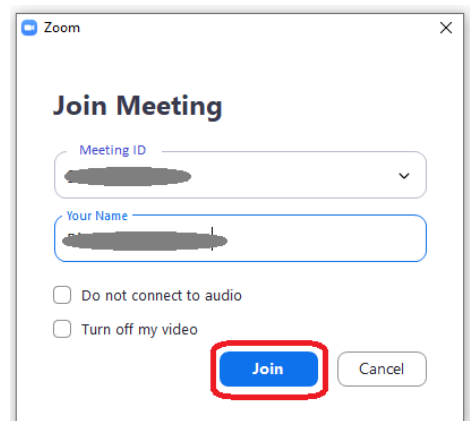 Zoom
Join Meeting
Meeting ID
Your Name
Do not connect to audio
Turn off my video
Join
Cancel